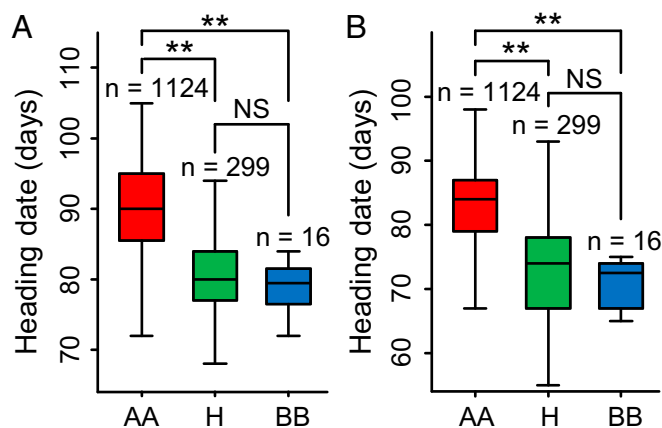 A
**
**
n = 1124
NS
n = 299
n = 16
Heading date (days)
110
100
90
80
70
AA H BB
B
**
**
n = 1124
NS
n = 299
n = 16
Heading date (days)
100
90
80
70
60
AA H BB